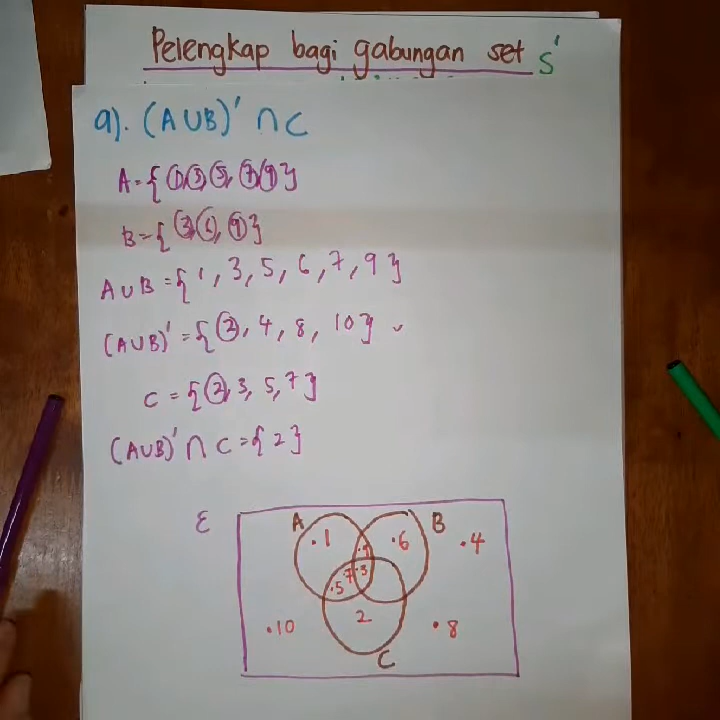 Pelengkap bagi gabungan set S'
a). (A∪B)' ∩ C
A = {1, 3, 5, 7, 9}
B = {3, 6, 9}
A∪B = {1, 3, 5, 6, 7, 9}
(A∪B)' = {2, 4, 8, 10}
C = {2, 3, 5, 7}
(A∪B)' ∩ C = {2}
ε
A B
.1 .9 .6 .4
.7 .3
.5
2
.10 .8
C